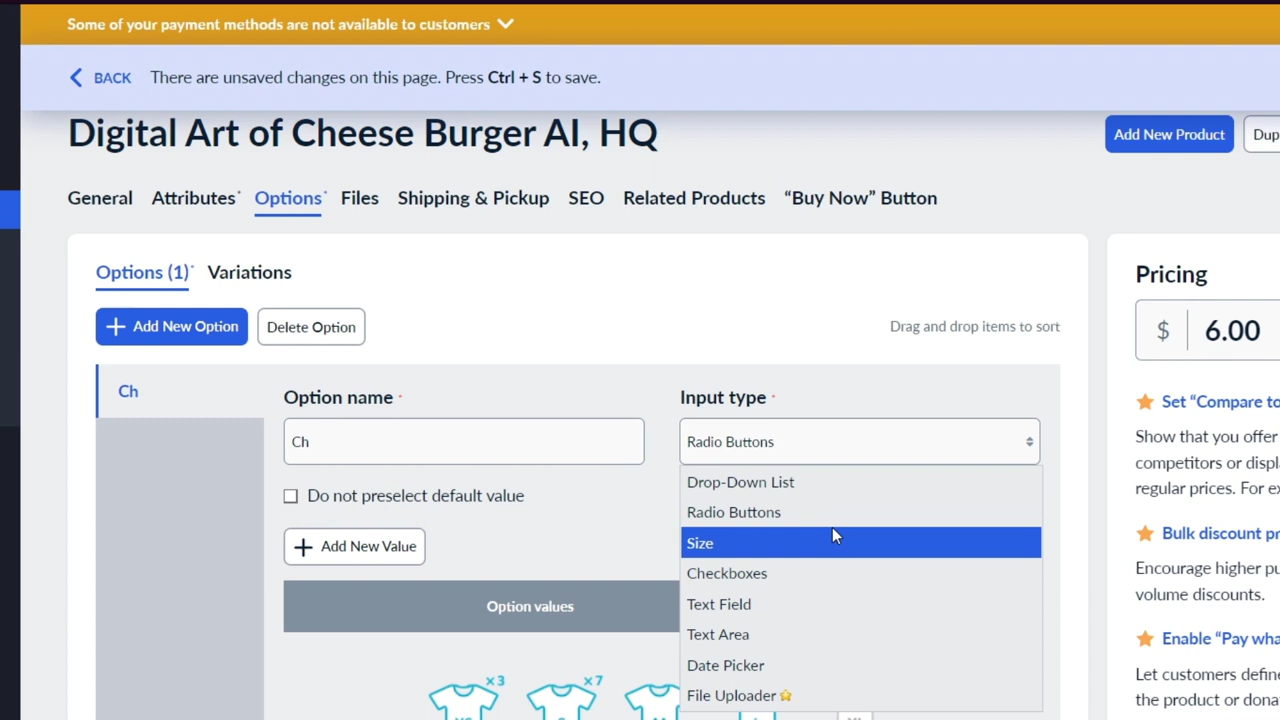 Some of your payment methods are not available to customers
BACK There are unsaved changes on this page. Press Ctrl + S to save.
Digital Art of Cheese Burger AI, HQ
Add New Product
Dup
General Attributes* Options* Files Shipping & Pickup SEO Related Products “Buy Now” Button
Options (1)* Variations
Pricing
+ Add New Option Delete Option Drag and drop items to sort
$ 6.00
Ch
Option name *
Input type *
Ch
Radio Buttons
Do not preselect default value
Drop-Down List
Radio Buttons
Size
Checkboxes
Text Field
Text Area
Date Picker
File Uploader
+ Add New Value
Option values
×3 ×7
XS S M L XL
Set “Compare to
Show that you offer
competitors or displ
regular prices. For ex
Bulk discount pr
Encourage higher pu
volume discounts.
Enable “Pay wha
Let customers define
the product or dona